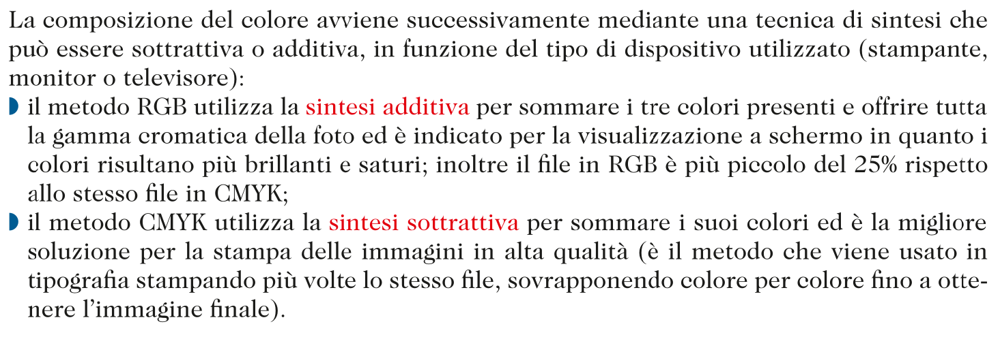 La composizione del colore avviene successivamente mediante una tecnica di sintesi che
può essere sottrattiva o additiva, in funzione del tipo di dispositivo utilizzato (stampante,
monitor o televisore):
◗ il metodo RGB utilizza la sintesi additiva per sommare i tre colori presenti e offrire tutta
la gamma cromatica della foto ed è indicato per la visualizzazione a schermo in quanto i
colori risultano più brillanti e saturi; inoltre il file in RGB è più piccolo del 25% rispetto
allo stesso file in CMYK;
◗ il metodo CMYK utilizza la sintesi sottrattiva per sommare i suoi colori ed è la migliore
soluzione per la stampa delle immagini in alta qualità (è il metodo che viene usato in
tipografia stampando più volte lo stesso file, sovrapponendo colore per colore fino a otte-
nere l’immagine finale).